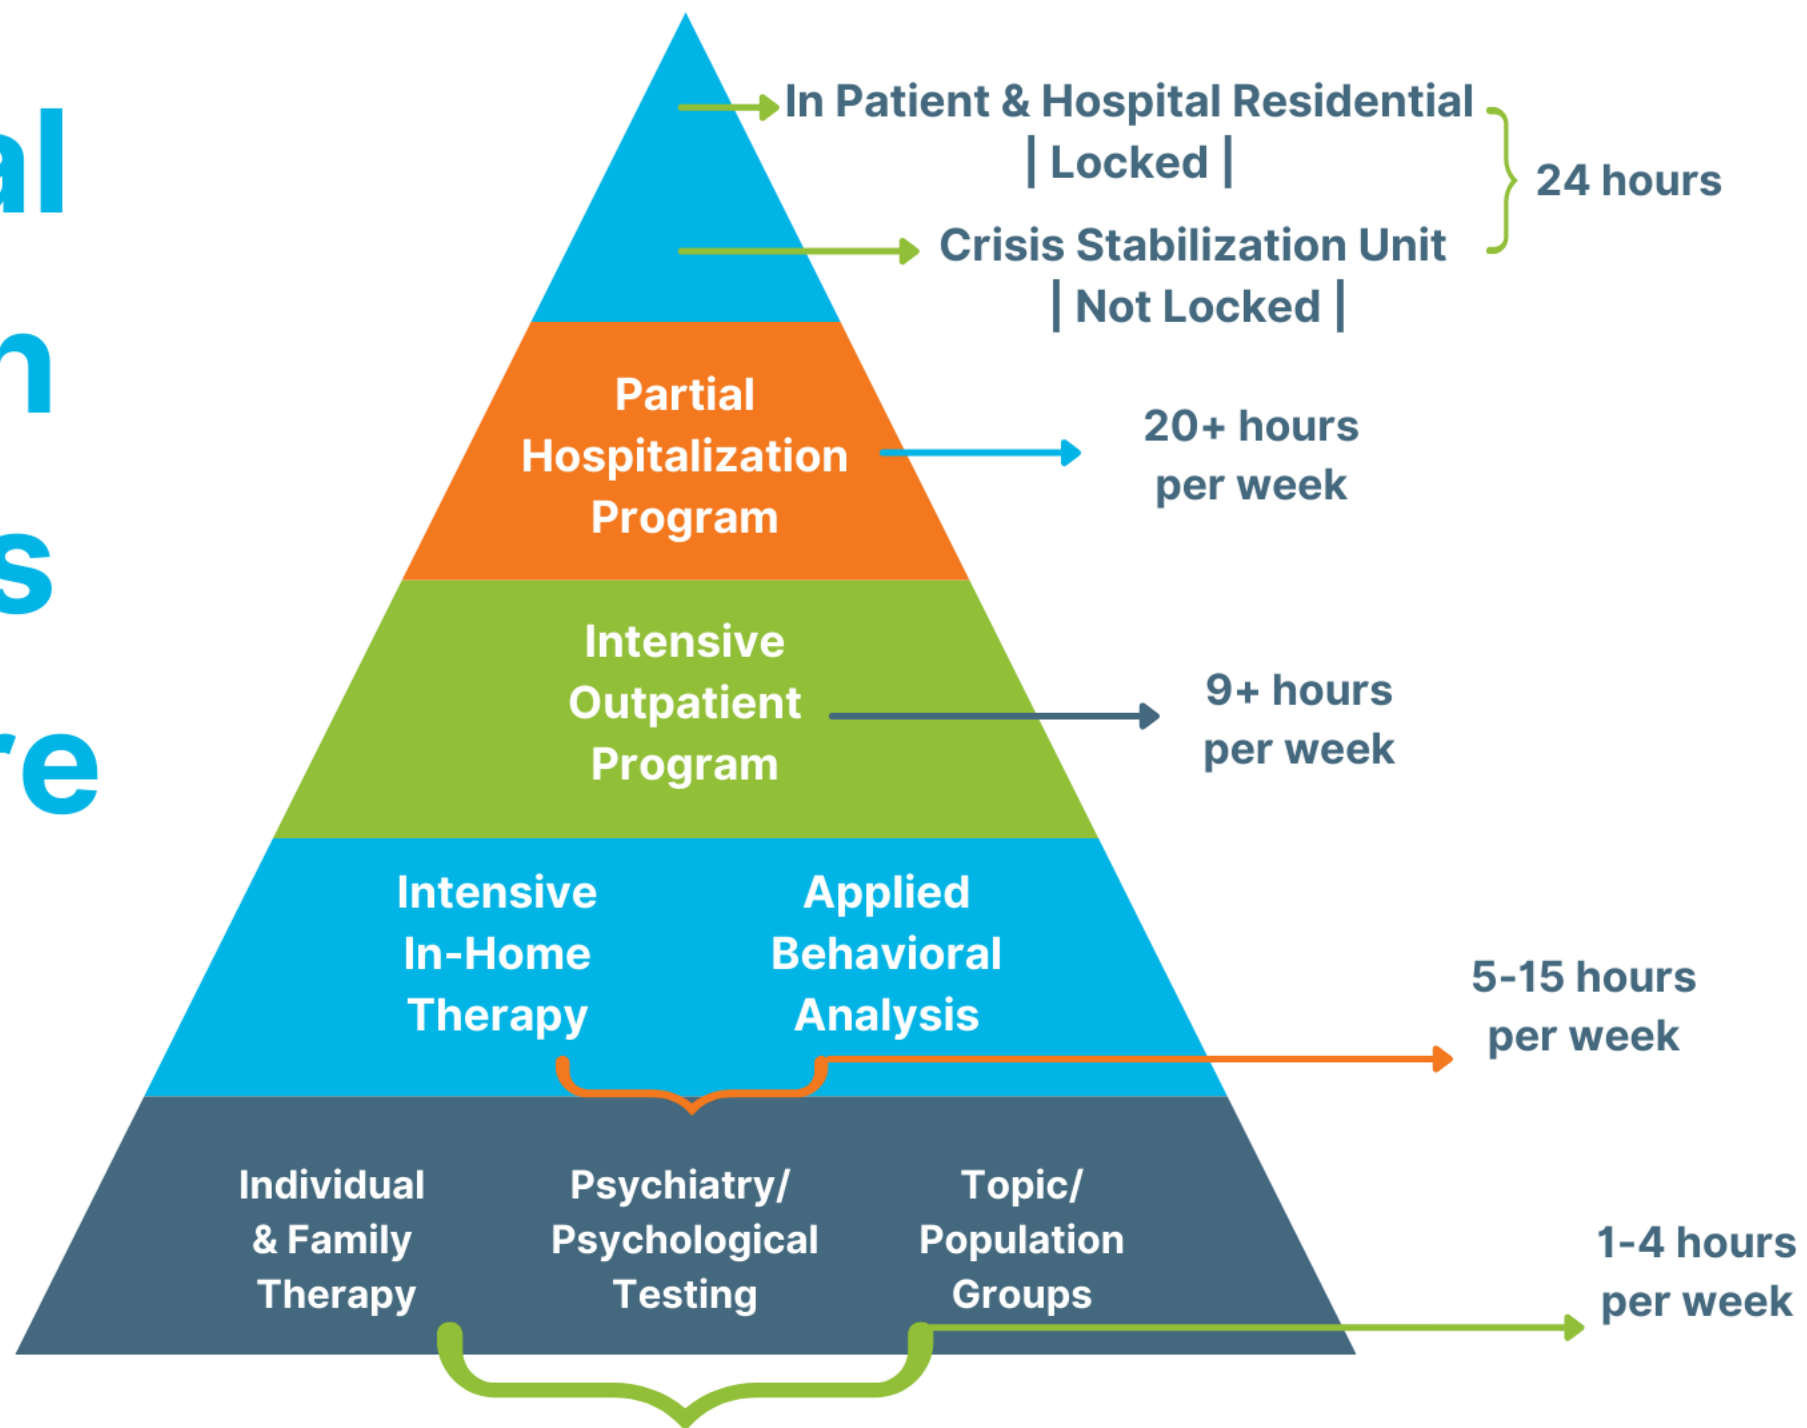 al
n
s
re
In Patient & Hospital Residential
| Locked |
24 hours
Crisis Stabilization Unit
| Not Locked |
Partial
Hospitalization
Program
20+ hours
per week
Intensive
Outpatient
Program
9+ hours
per week
Intensive
In-Home
Therapy
Applied
Behavioral
Analysis
5-15 hours
per week
Individual
& Family
Therapy
Psychiatry/
Psychological
Testing
Topic/
Population
Groups
1-4 hours
per week